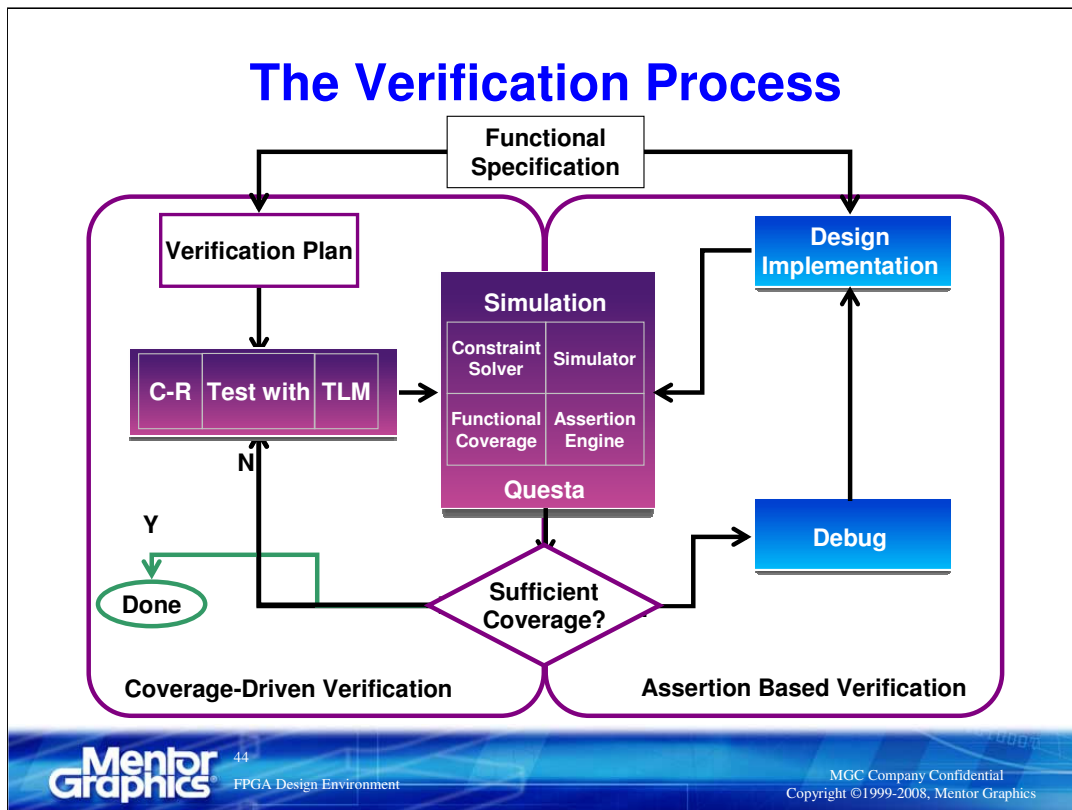 The Verification Process
Functional
Specification
Verification Plan
Design
Implementation
Simulation
Constraint
Solver
Simulator
C-R
Test with
TLM
Functional
Coverage
Assertion
Engine
Questa
N
Y
Debug
Done
Sufficient
Coverage?
Coverage-Driven Verification
Assertion Based Verification
Mentor
Graphics®
44
FPGA Design Environment
MGC Company Confidential
Copyright ©1999-2008, Mentor Graphics